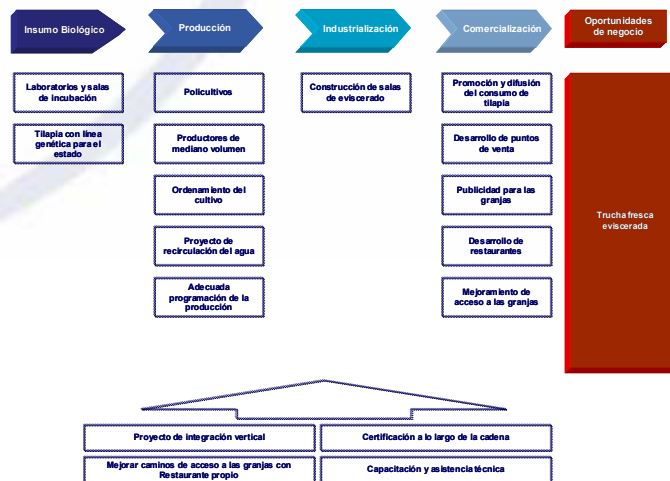 Insumo Biológico
Producción
Industrialización
Comercialización
Oportunidades
de negocio
Laboratorios y salas
de incubación
Policultivos
Construcción de salas
de eviscerado
Promoción y difusión
del consumo de
tilapia
Tilapia con línea
genética para el
estado
Productores de
mediano volumen
Desarrollo de puntos
de venta
Ordenamiento del
cultivo
Publicidad para las
granjas
Trucha fresca
eviscerada
Proyecto de
recirculación del agua
Desarrollo de
restaurantes
Adecuada
programación de la
producción
Mejoramiento de
acceso a las granjas
Proyecto de integración vertical
Certificación a lo largo de la cadena
Mejorar caminos de acceso a las granjas con
Restaurante propio
Capacitación y asistencia técnica